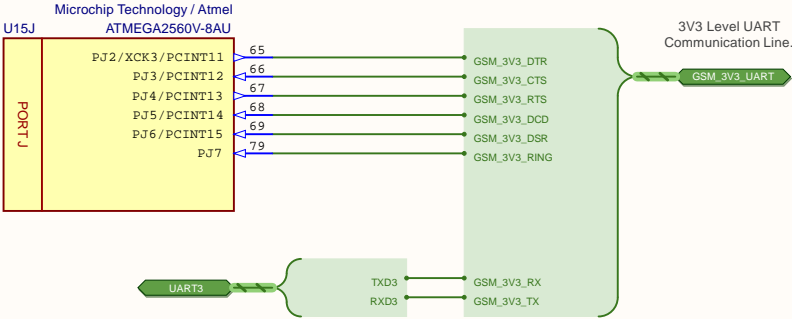 Microchip Technology / Atmel
U15J
ATMEGA2560V-8AU
PORT J
PJ2/XCK3/PCINT11
65
PJ3/PCINT12
66
PJ4/PCINT13
67
PJ5/PCINT14
68
PJ6/PCINT15
69
PJ7
79
GSM_3V3_DTR
GSM_3V3_CTS
GSM_3V3_RTS
GSM_3V3_DCD
GSM_3V3_DSR
GSM_3V3_RING
3V3 Level UART
Communication Line.
GSM_3V3_UART
UART3
TXD3
RXD3
GSM_3V3_RX
GSM_3V3_TX